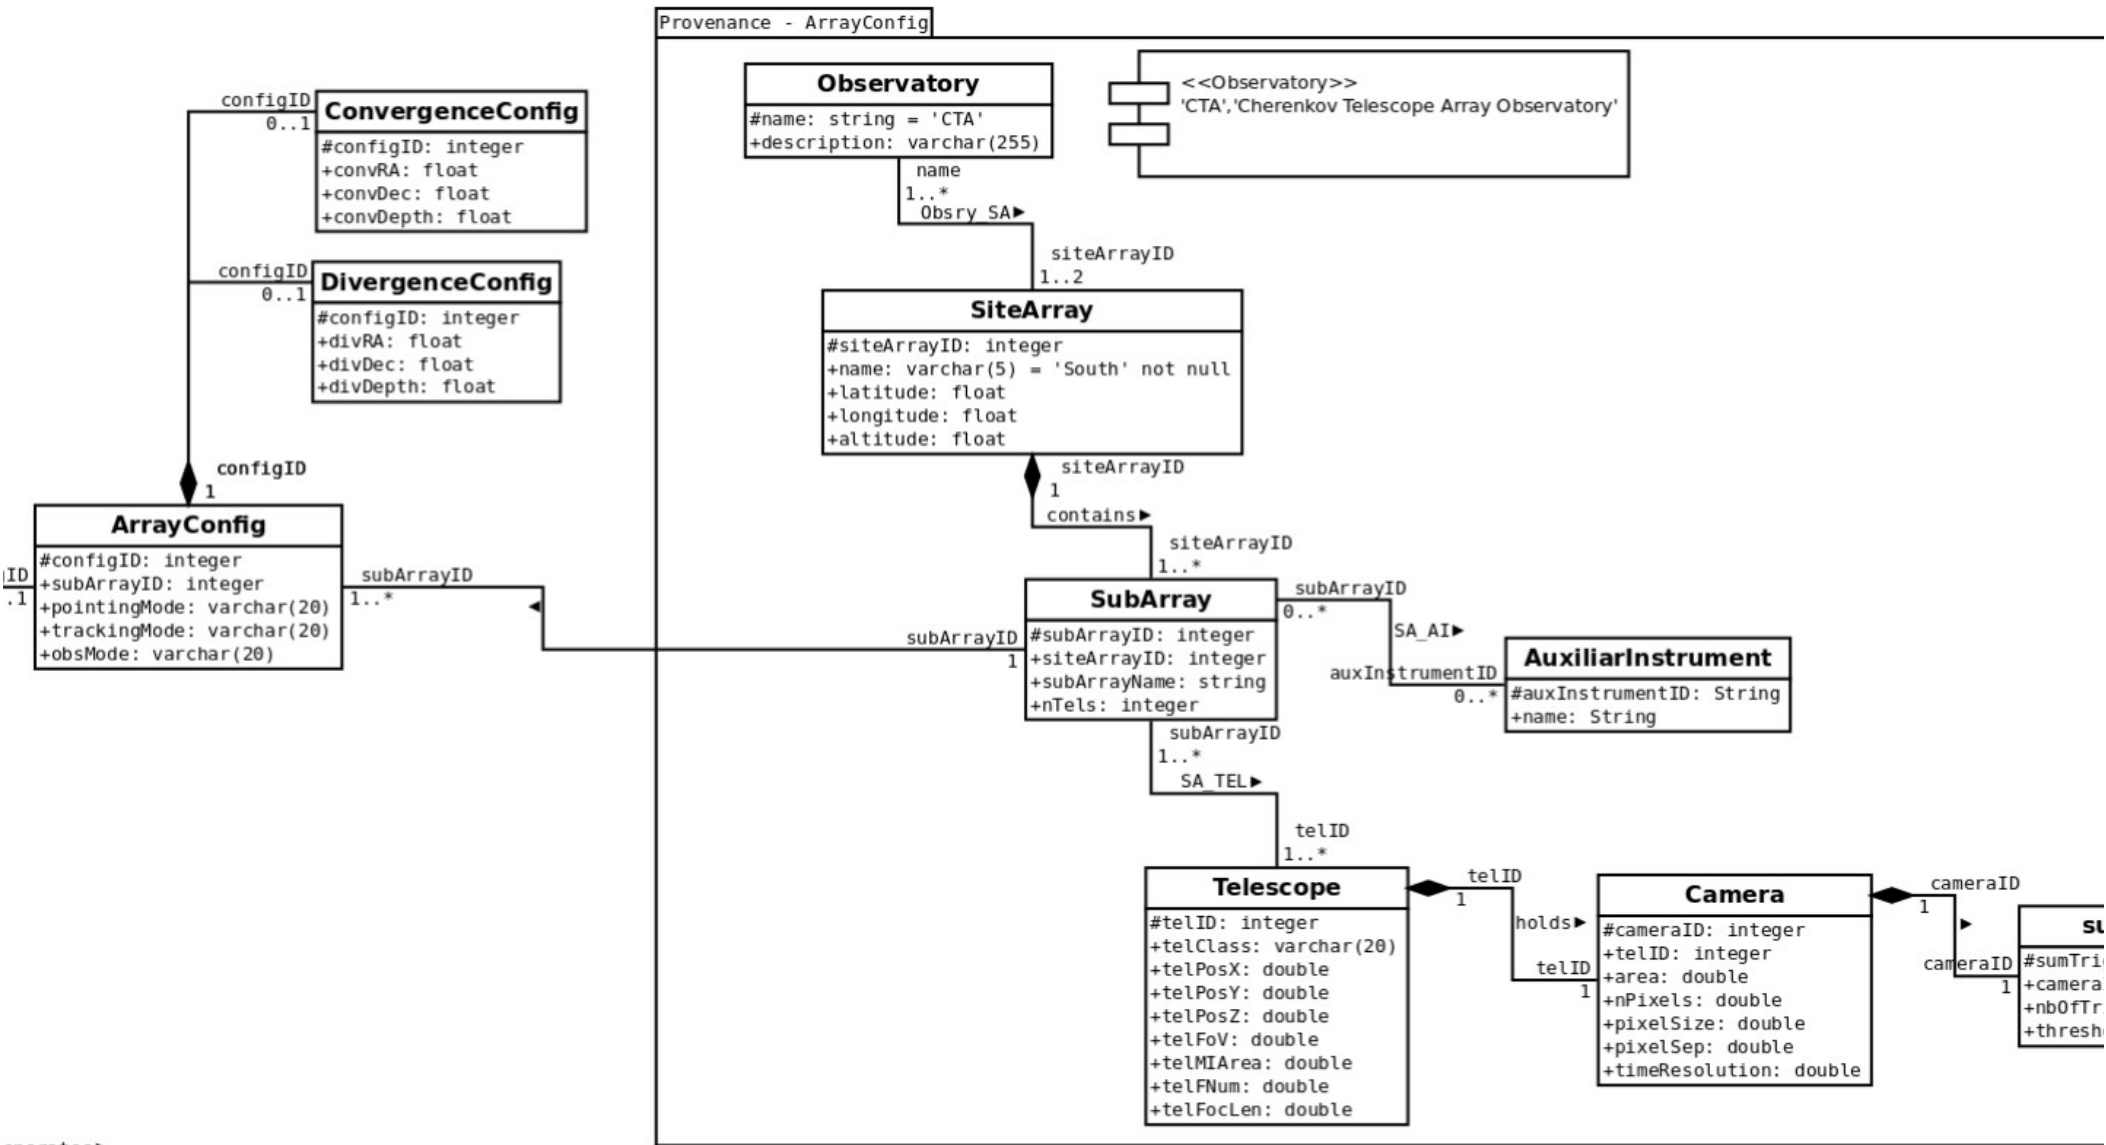 Provenance - ArrayConfig
Observatory
#name: string = 'CTA'
+description: varchar(255)
<<Observatory>>
'CTA','Cherenkov Telescope Array Observatory'
name
1..*
Obsry_SA▶
siteArrayID
1..2
configID
0..1
ConvergenceConfig
#configID: integer
+convRA: float
+convDec: float
+convDepth: float
configID
0..1
DivergenceConfig
#configID: integer
+divRA: float
+divDec: float
+divDepth: float
SiteArray
#siteArrayID: integer
+name: varchar(5) = 'South' not null
+latitude: float
+longitude: float
+altitude: float
configID
1
siteArrayID
1
contains▶
siteArrayID
1..*
ArrayConfig
#configID: integer
+subArrayID: integer
+pointingMode: varchar(20)
+trackingMode: varchar(20)
+obsMode: varchar(20)
ID
.1
subArrayID
1..*
subArrayID
1
SubArray
#subArrayID: integer
+siteArrayID: integer
+subArrayName: string
+nTels: integer
subArrayID
0..*
SA_AI▶
auxInstrumentID
0..*
AuxiliarInstrument
#auxInstrumentID: String
+name: String
subArrayID
1..*
SA_TEL▶
telID
1..*
Telescope
#telID: integer
+telClass: varchar(20)
+telPosX: double
+telPosY: double
+telPosZ: double
+telFoV: double
+telMIArea: double
+telFNum: double
+telFocLen: double
telID
1
holds▶
telID
1
Camera
#cameraID: integer
+telID: integer
+area: double
+nPixels: double
+pixelSize: double
+pixelSep: double
+timeResolution: double
cameraID
1
cameraID
1
su
#sumTri
+camera
+nbOfTr
+thresh